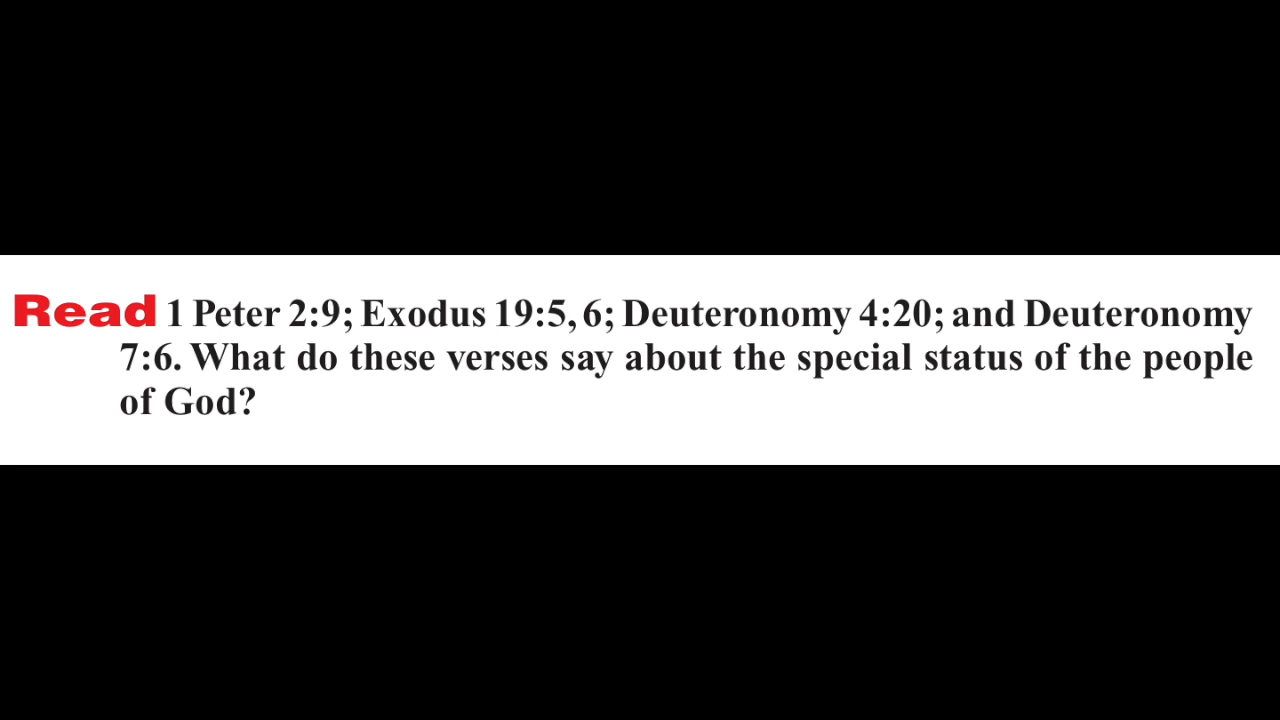 Read 1 Peter 2:9; Exodus 19:5, 6; Deuteronomy 4:20; and Deuteronomy
7:6. What do these verses say about the special status of the people
of God?